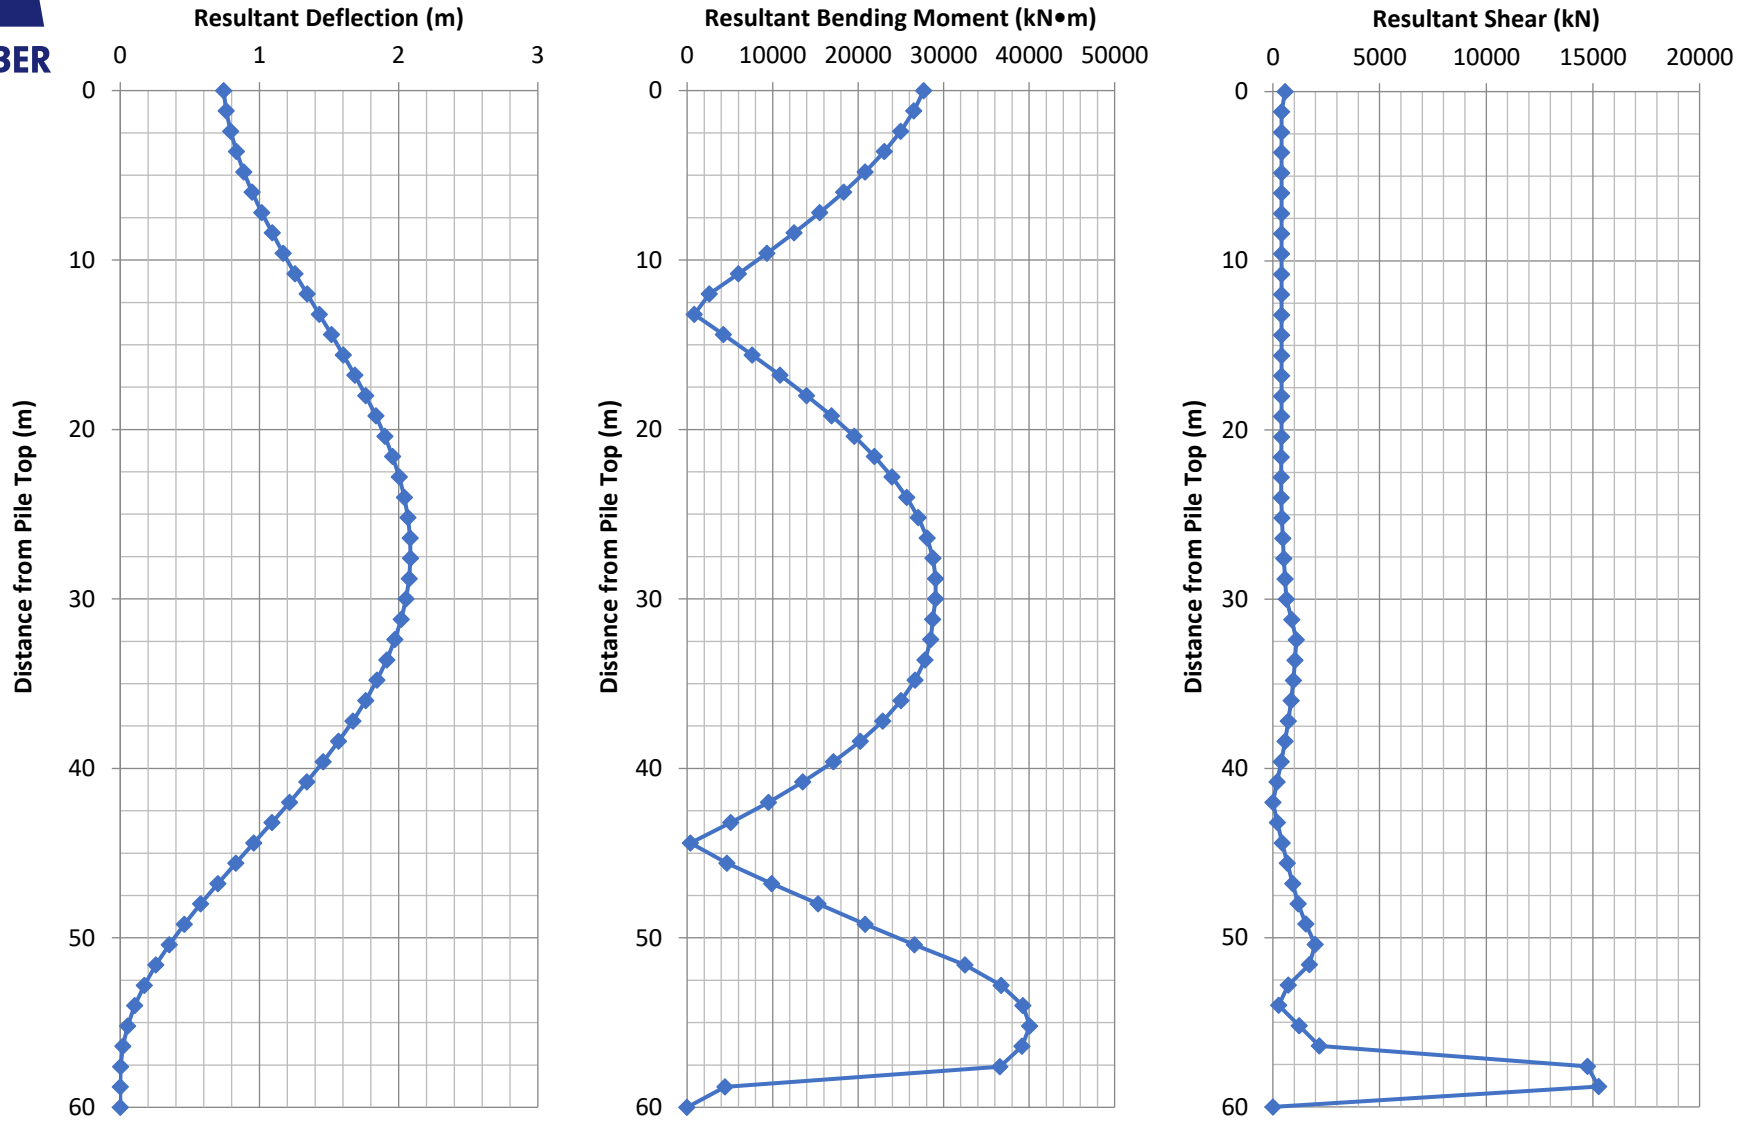 BER
Resultant Deflection (m)
0 1 2 3
0
10
20
30
40
50
60
Distance from Pile Top (m)
Resultant Bending Moment (kN•m)
0 10000 20000 30000 40000 50000
0
10
20
30
40
50
60
Distance from Pile Top (m)
Resultant Shear (kN)
0 5000 10000 15000 20000
0
10
20
30
40
50
60
Distance from Pile Top (m)